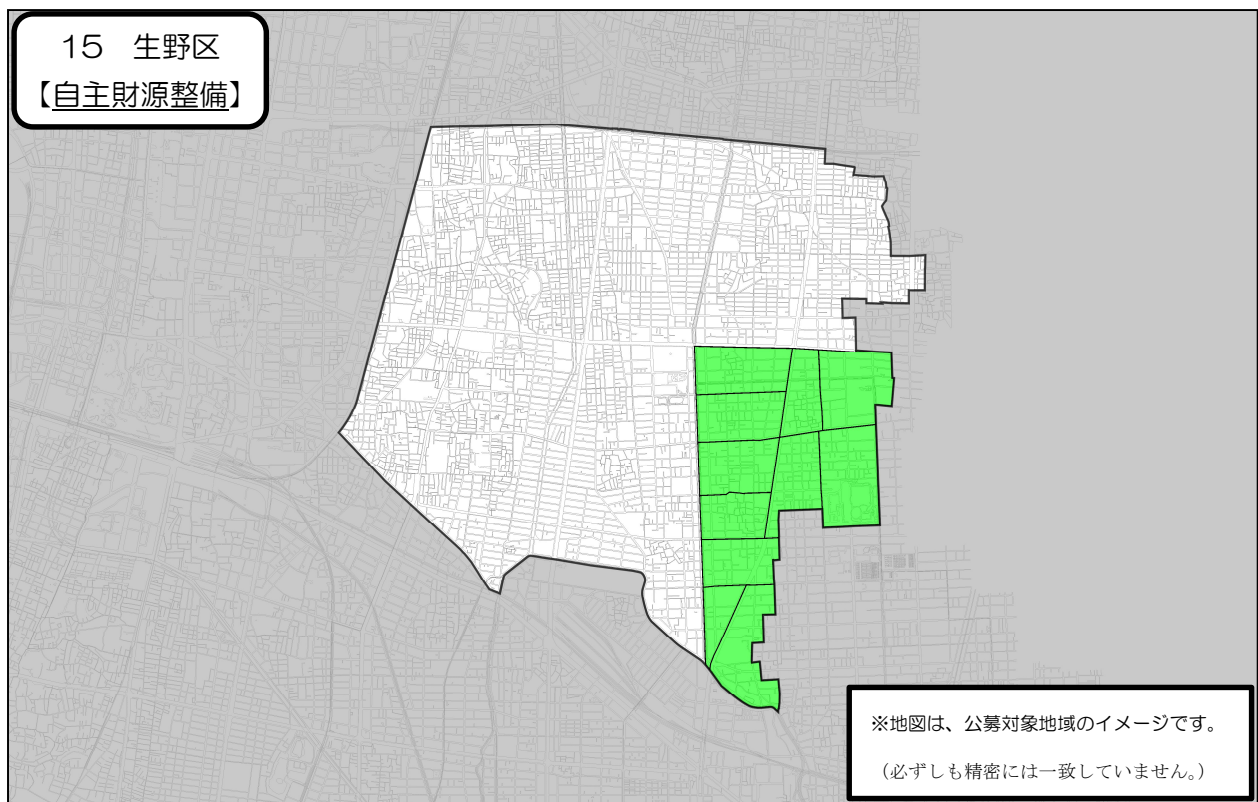 15 生野区
【自主財源整備】
※地図は、公募対象地域のイメージです。
（必ずしも精密には一致していません。）